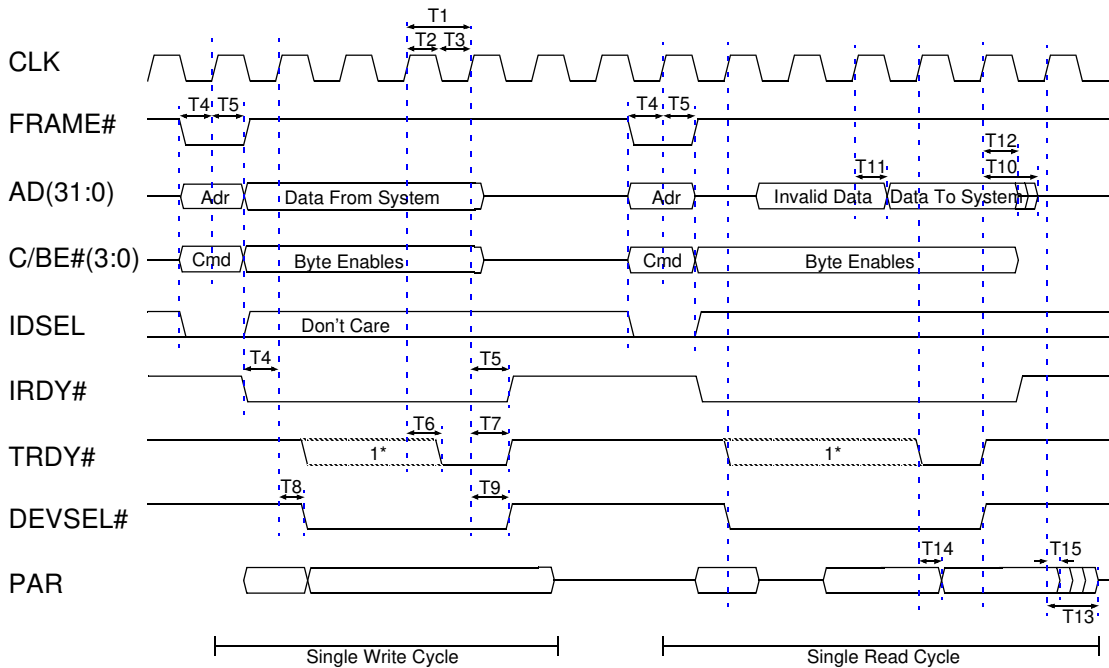 T1
T2 T3
CLK
T4 T5 T4 T5
FRAME#
T12
T11 T10
AD(31:0) Adr Data From System Adr Invalid Data Data To System
C/BE#(3:0) Cmd Byte Enables Cmd Byte Enables
IDSEL Don't Care
T4 T5
IRDY#
T6 T7
TRDY# 1* 1*
T8 T9
DEVSEL#
T14 T15
PAR
T13
Single Write Cycle Single Read Cycle